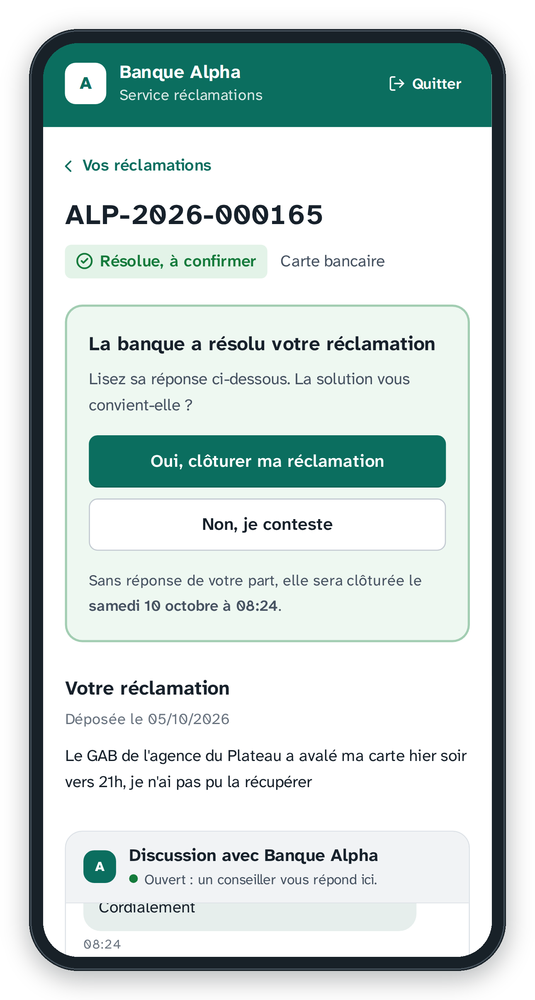 A
Banque Alpha
Service réclamations
Quitter
Vos réclamations
ALP-2026-000165
Résolue, à confirmer
Carte bancaire
La banque a résolu votre réclamation
Lisez sa réponse ci-dessous. La solution vous
convient-elle ?
Oui, clôturer ma réclamation
Non, je conteste
Sans réponse de votre part, elle sera clôturée le
samedi 10 octobre à 08:24.
Votre réclamation
Déposée le 05/10/2026
Le GAB de l'agence du Plateau a avalé ma carte hier soir
vers 21h, je n'ai pas pu la récupérer
A
Discussion avec Banque Alpha
Ouvert : un conseiller vous répond ici.
Cordialement
08:24